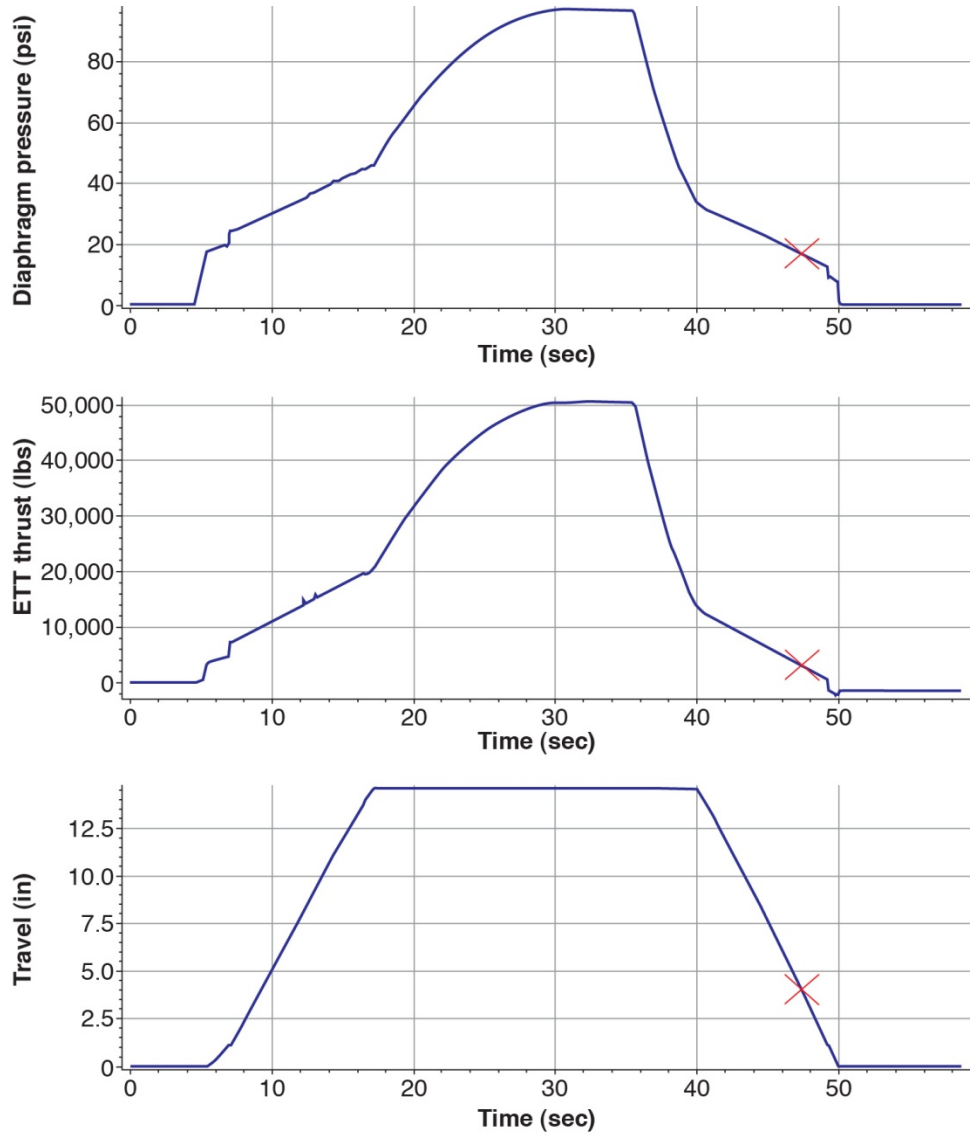 Diaphragm pressure (psi)
80
60
40
20
0
0 10 20 30 40 50
Time (sec)
ETT thrust (lbs)
50,000
40,000
30,000
20,000
10,000
0
0 10 20 30 40 50
Time (sec)
Travel (in)
12.5
10.0
7.5
5.0
2.5
0
0 10 20 30 40 50
Time (sec)